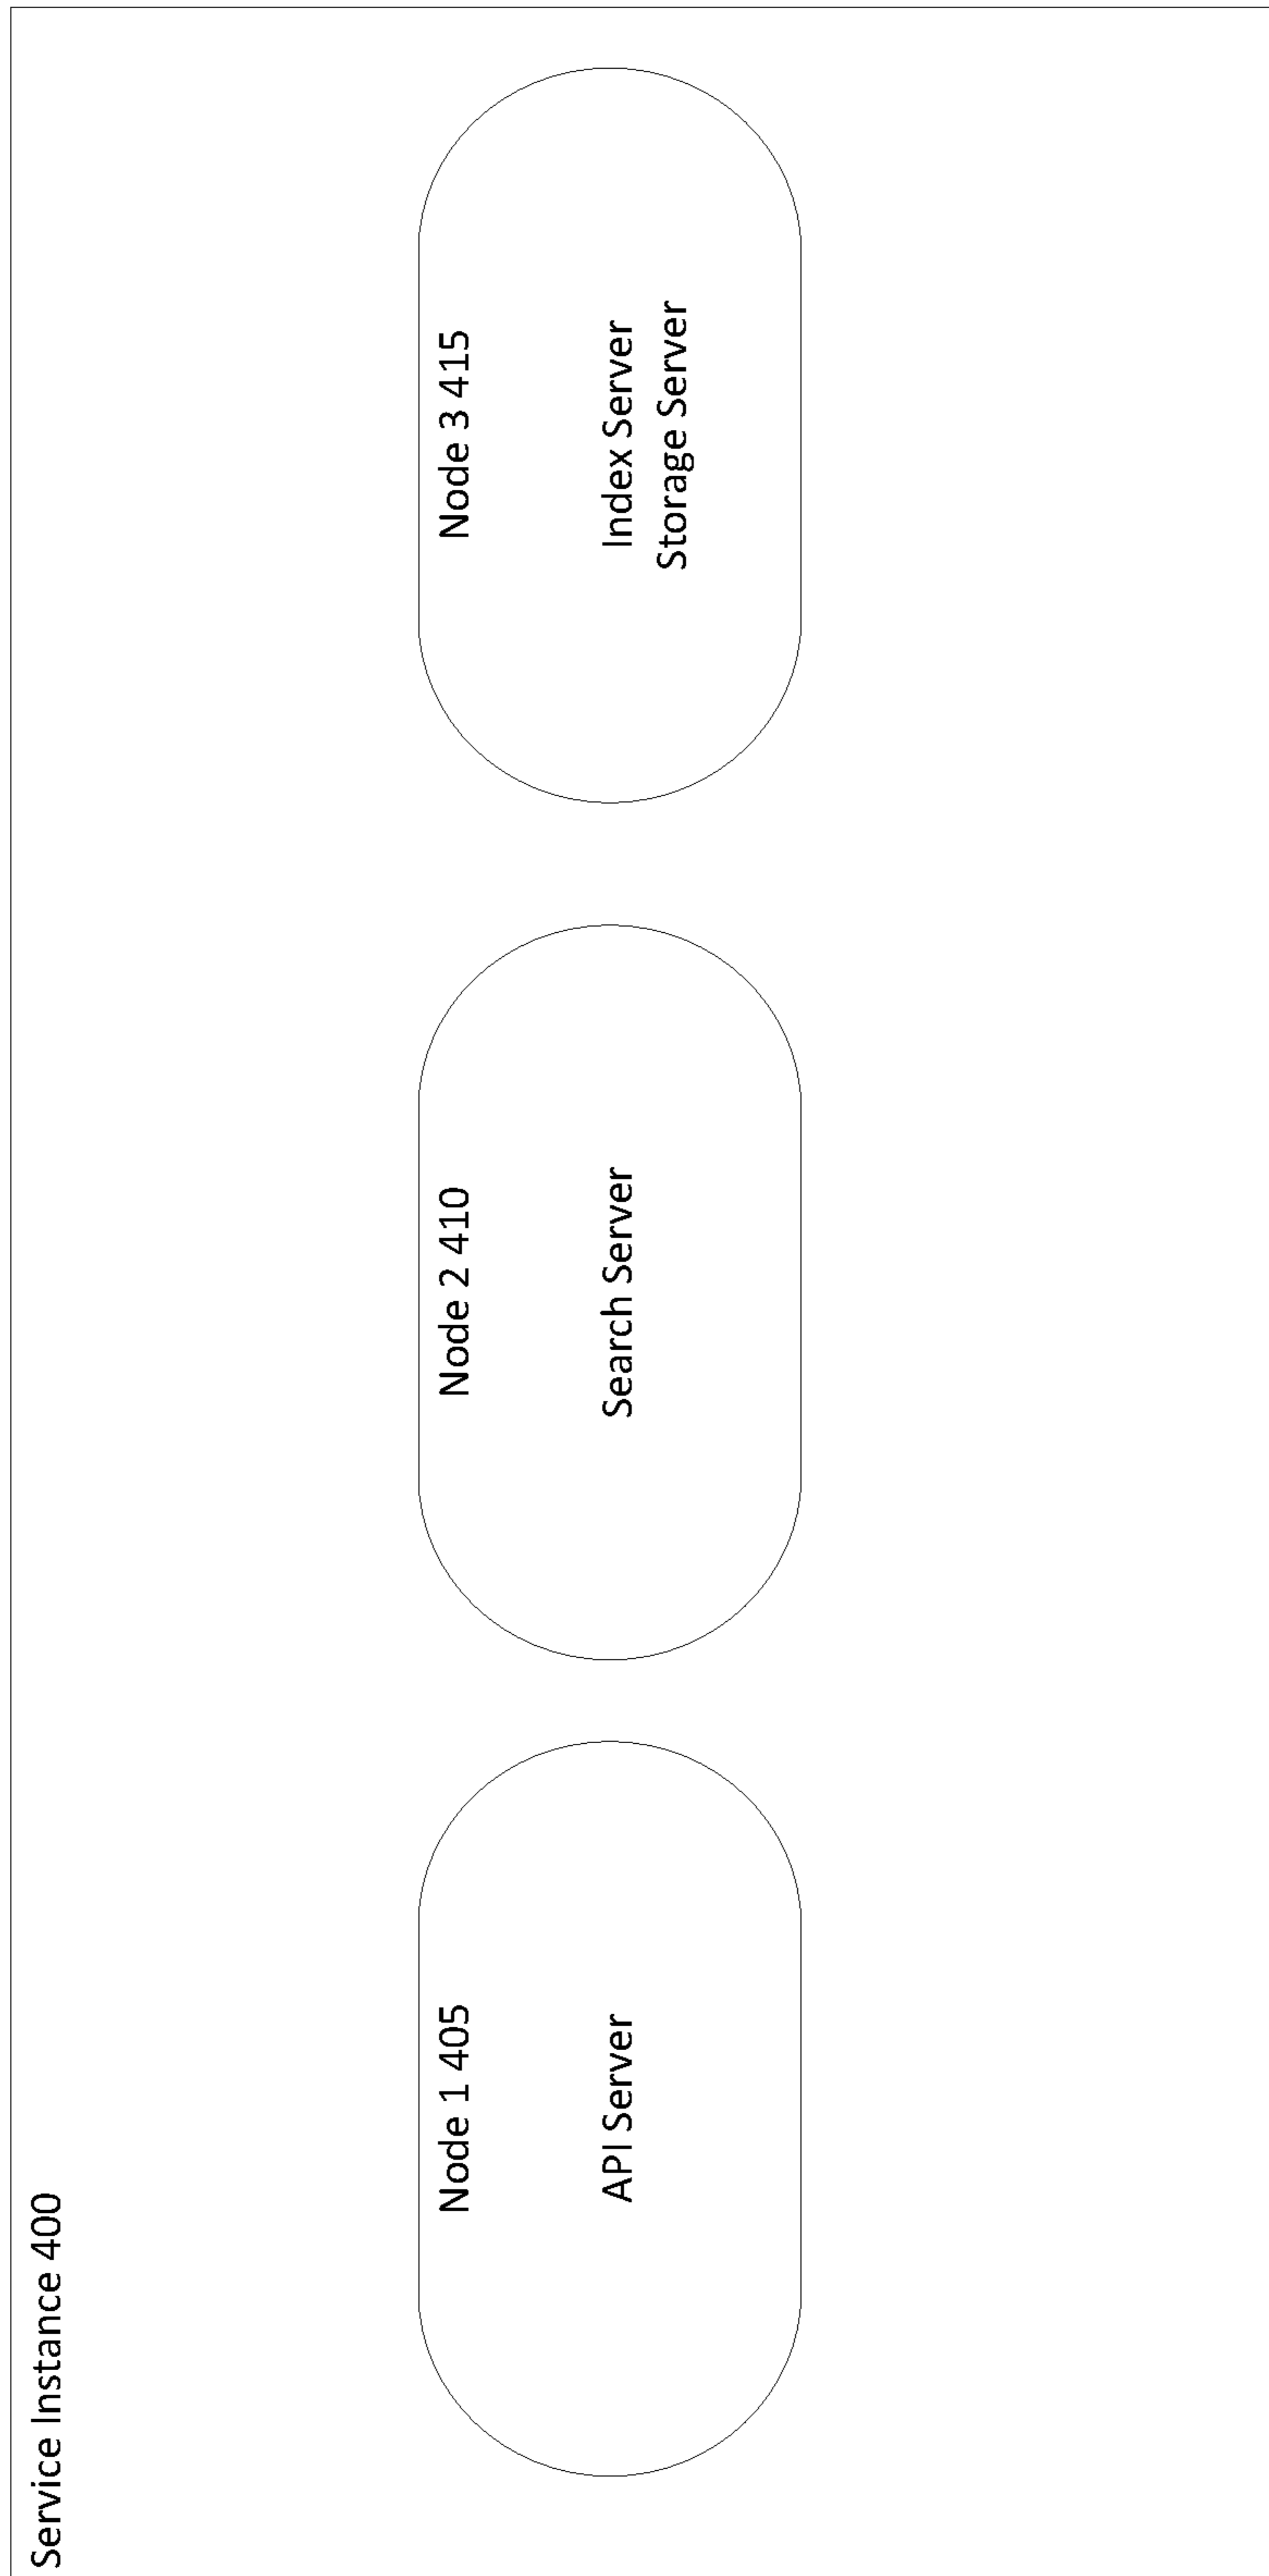 Service Instance 400
Node 1 405
API Server
Node 2 410
Search Server
Node 3 415
Index Server
Storage Server